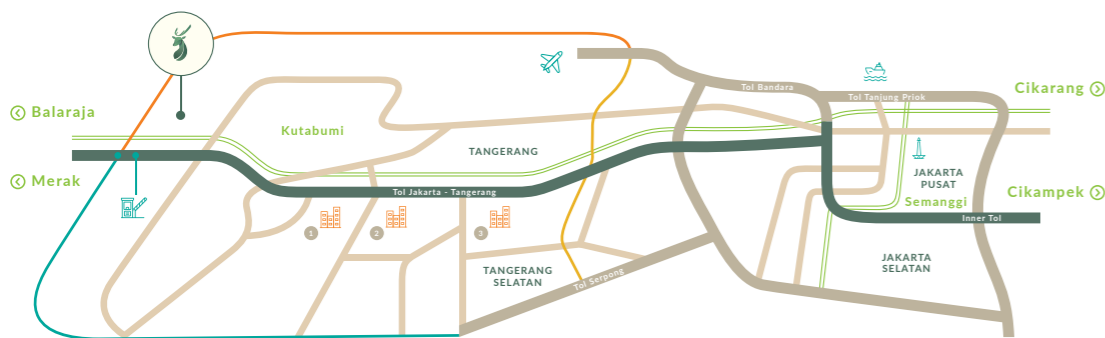 Balaraja
Merak
Kutabumi
TANGERANG
Tol Jakarta - Tangerang
1
2
3
TANGERANG
SELATAN
Tol Serpong
Tol Bandara
Tol Tanjung Priok
Cikarang
JAKARTA
PUSAT
Semanggi
Cikampek
Inner Tol
JAKARTA
SELATAN